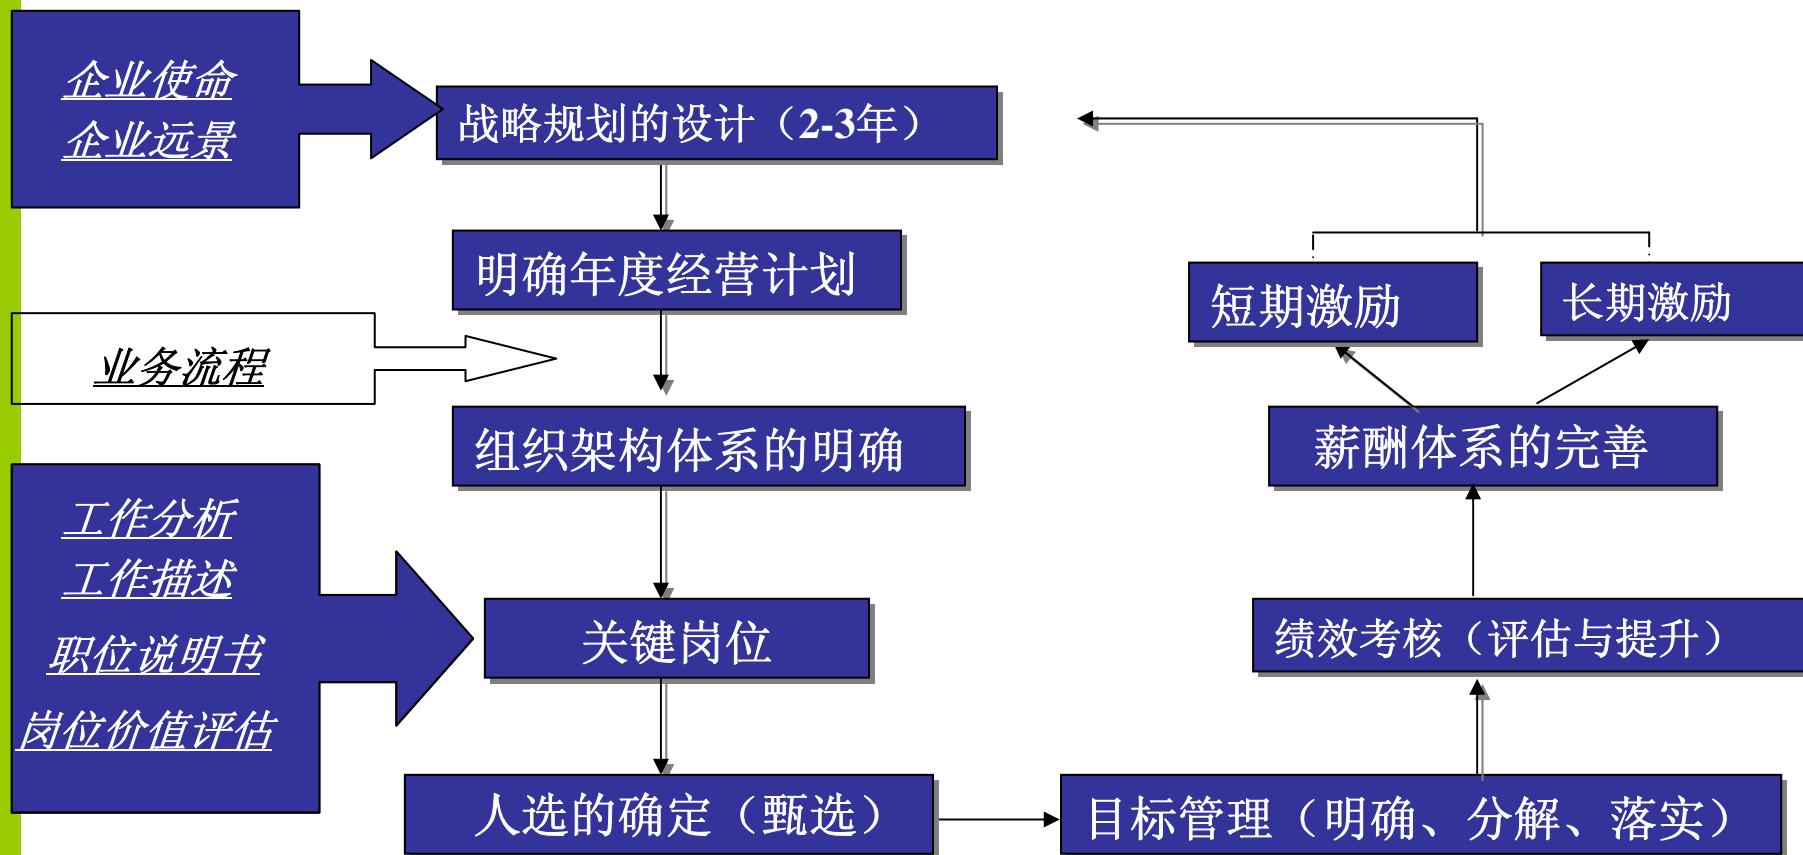 企业使命
企业远景
战略规划的设计（2-3年）
明确年度经营计划
业务流程
组织架构体系的明确
工作分析
工作描述
职位说明书
岗位价值评估
关键岗位
人选的确定（甄选）
目标管理（明确、分解、落实）
绩效考核（评估与提升）
薪酬体系的完善
短期激励
长期激励